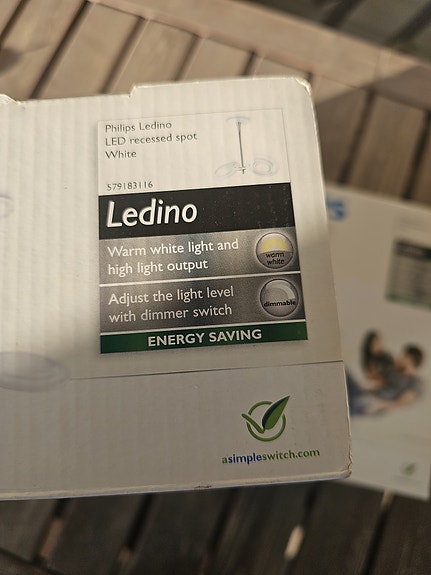 Philips Ledino
LED recessed spot
White
579183116
Ledino
Warm white light and
high light output
warm
white
Adjust the light level
with dimmer switch
dimmable
ENERGY SAVING
asimpleswitch.com